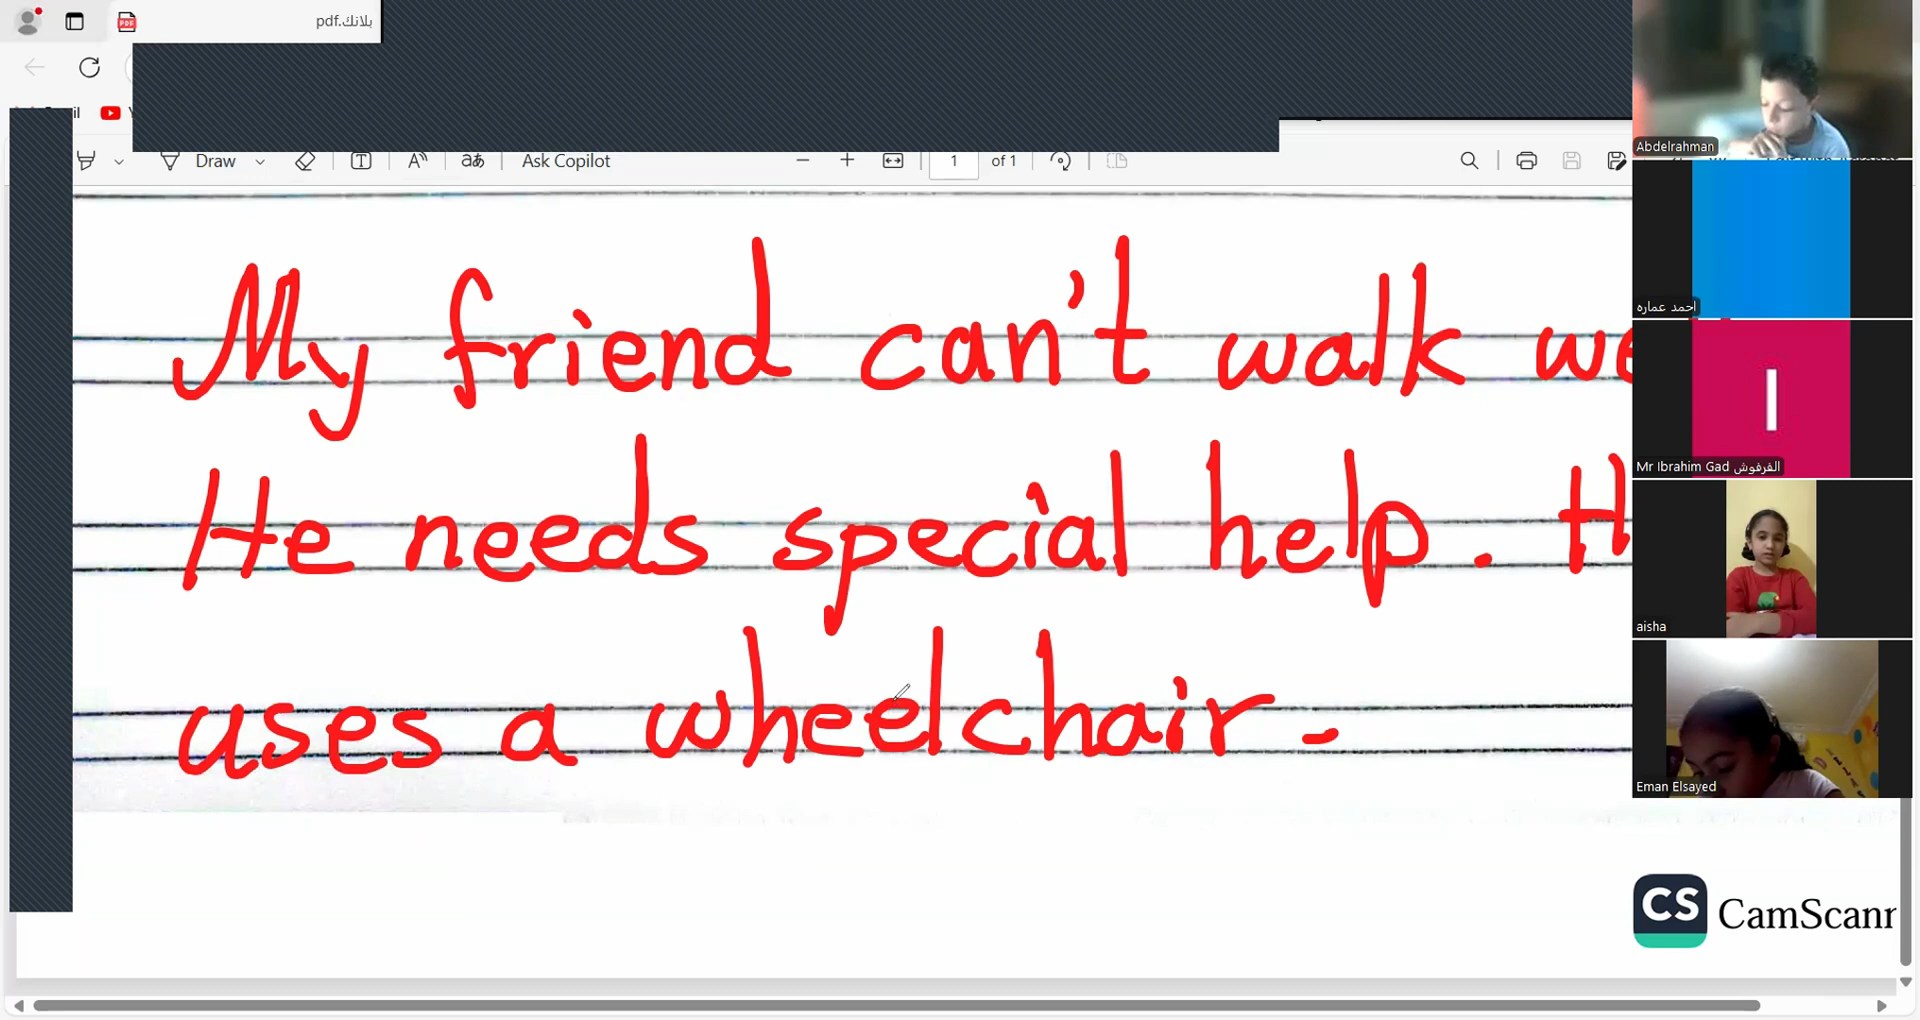 بلانك.pdf
Draw
Ask Copilot
1 of 1
My friend can't walk
He needs special help.
uses a wheelchair.
Abdelrahman
احمد عماره
I
Mr Ibrahim Gad الفرفوش
aisha
Eman Elsayed
CS CamScanr